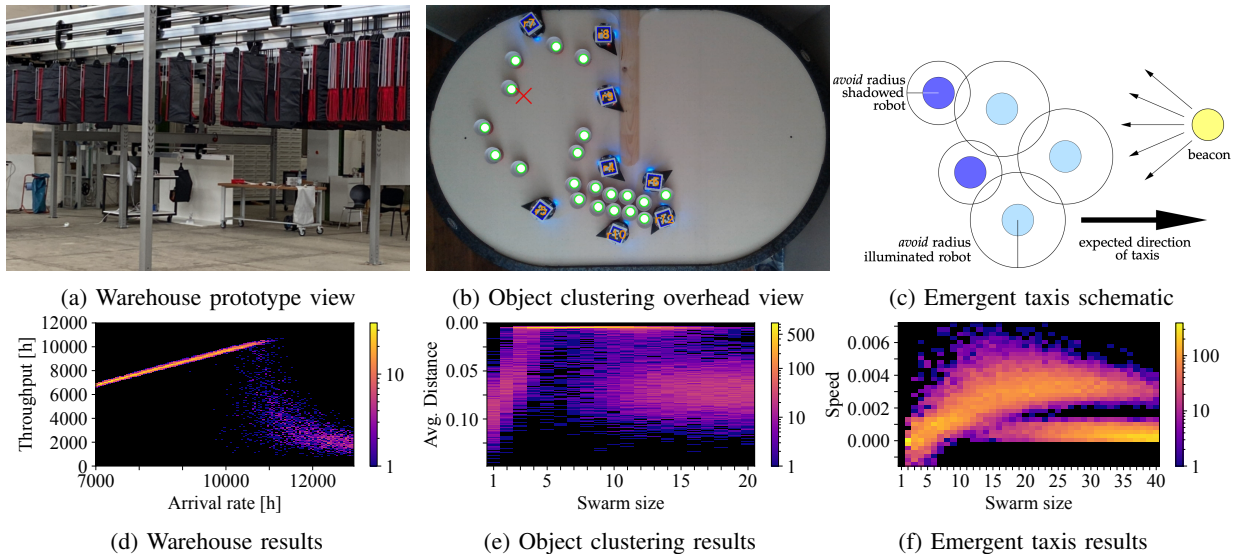 avoid radius
shadowed
robot
beacon
avoid radius
illuminated robot
expected direction
of taxis
(a) Warehouse prototype view
(b) Object clustering overhead view
(c) Emergent taxis schematic
12000
10000
8000
6000
4000
2000
0
Throughput [h]
7000
10000
12000
Arrival rate [h]
10
1
0.00
0.05
0.10
Avg. Distance
1
5
10
15
20
Swarm size
500
100
50
10
5
1
0.006
0.004
0.002
0.000
Speed
1
5
10
15
20
25
30
35
40
Swarm size
100
10
1
(d) Warehouse results
(e) Object clustering results
(f) Emergent taxis results